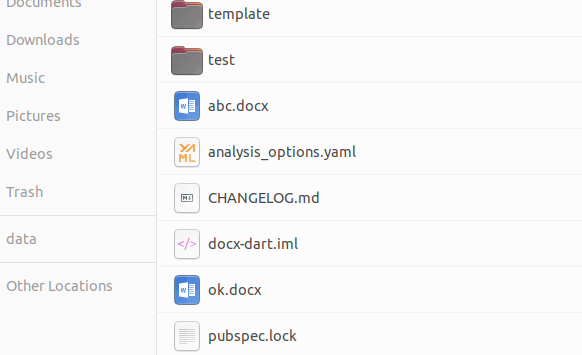 Documents
Downloads
Music
Pictures
Videos
Trash
data
Other Locations
template
test
abc.docx
analysis_options.yaml
CHANGELOG.md
docx-dart.iml
ok.docx
pubspec.lock